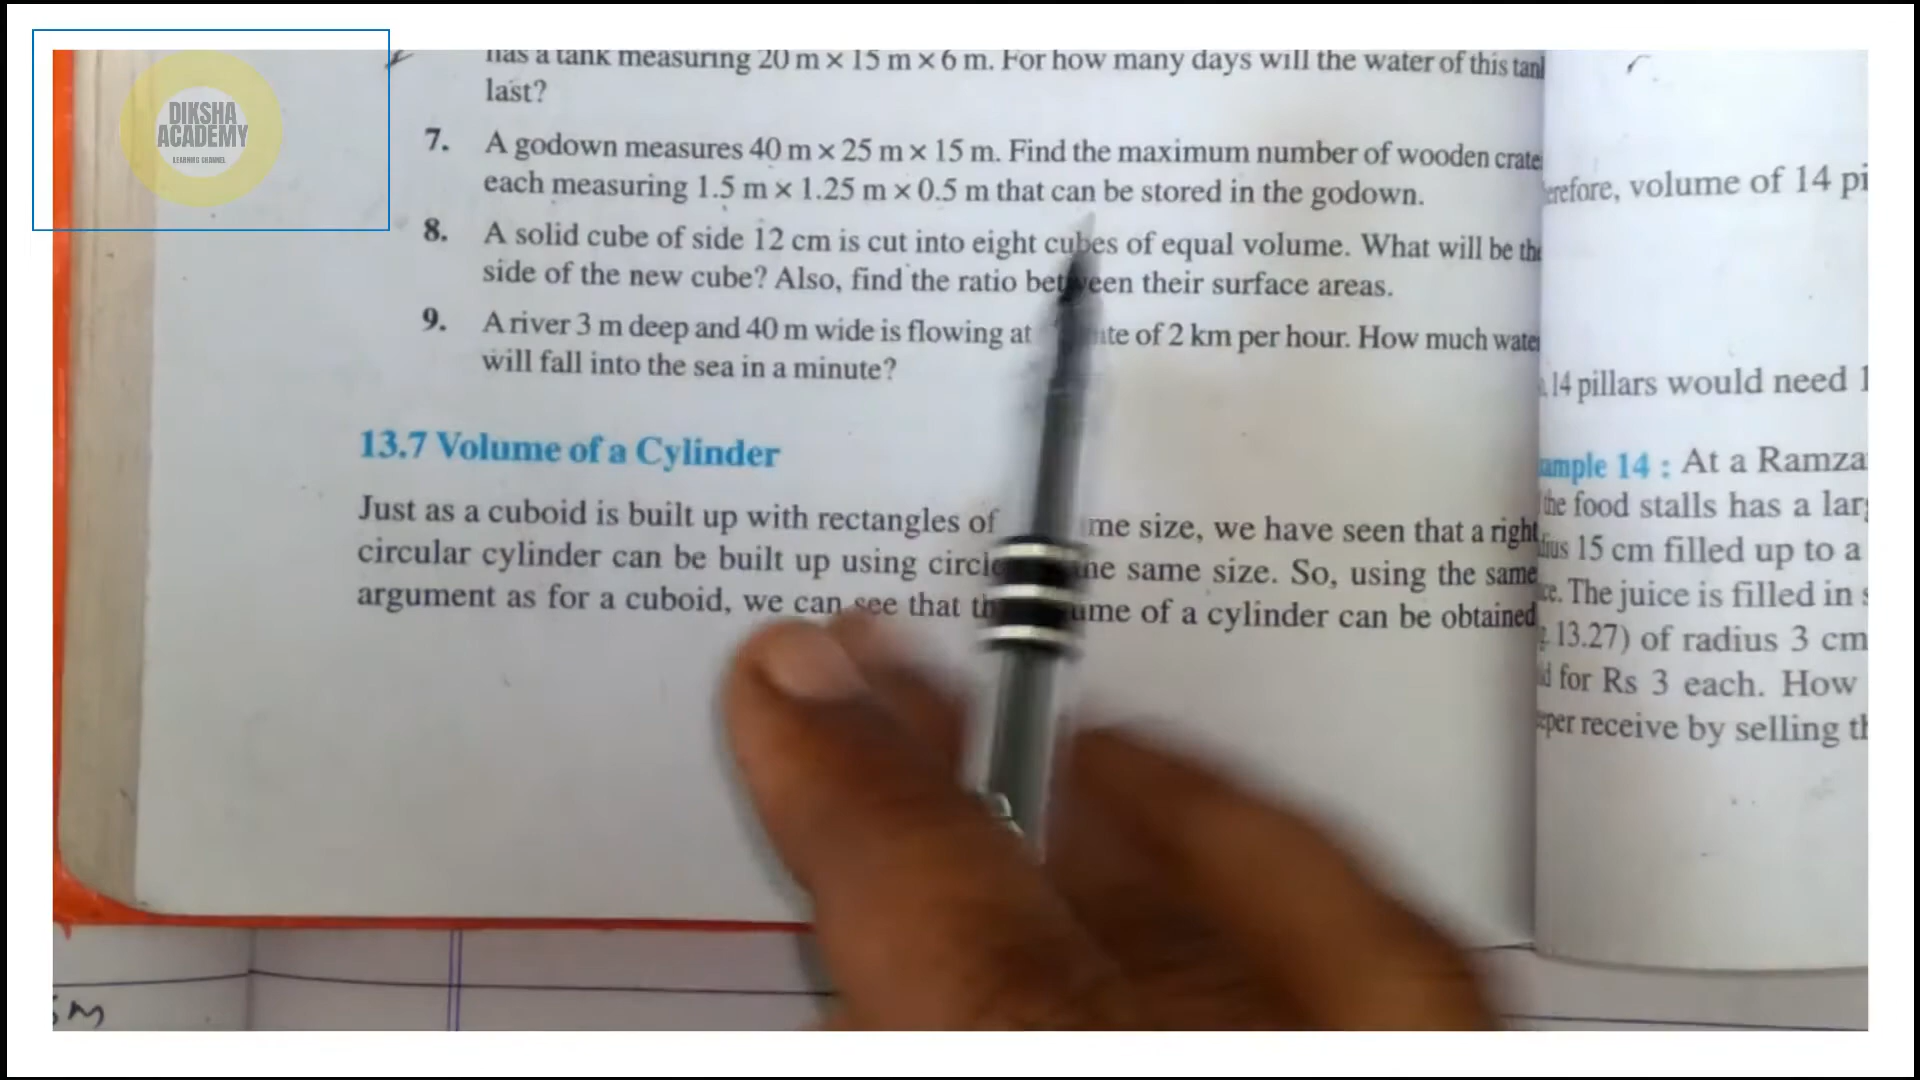 DIKSHA
ACADEMY
LEARNING CHANNEL
has a tank measuring 20 m × 15 m × 6 m. For how many days will the water of this tank
last?
7. A godown measures 40 m × 25 m × 15 m. Find the maximum number of wooden crate
each measuring 1.5 m × 1.25 m × 0.5 m that can be stored in the godown.
8. A solid cube of side 12 cm is cut into eight cubes of equal volume. What will be the
side of the new cube? Also, find the ratio between their surface areas.
9. A river 3 m deep and 40 m wide is flowing at of 2 km per hour. How much water
will fall into the sea in a minute?
13.7 Volume of a Cylinder
Just as a cuboid is built up with rectangles of me size, we have seen that a right
circular cylinder can be built up using circle same size. So, using the same
argument as for a cuboid, we can see that th ume of a cylinder can be obtained
erefore, volume of 14 pi
14 pillars would need 1
ample 14 : At a Ramza
the food stalls has a lar
dius 15 cm filled up to a
ce. The juice is filled in s
13.27) of radius 3 cm
d for Rs 3 each. How
eper receive by selling th